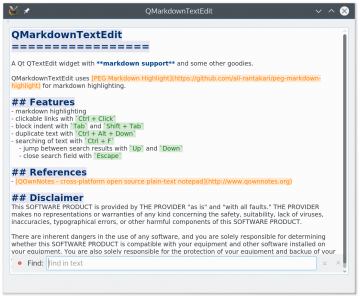 QMarkdownTextEdit
QMarkdownTextEdit
=================
A Qt QTextEdit widget with **markdown support** and some other goodies.
QMarkdownTextEdit uses [PEG Markdown Highlight](https://github.com/ali-rantakari/peg-markdown-
highlight) for markdown highlighting.
## Features
- markdown highlighting
- clickable links with `Ctrl + Click`
- block indent with `Tab` and `Shift + Tab`
- duplicate text with `Ctrl + Alt + Down`
- searching of text with `Ctrl + F`
- jump between search results with `Up` and `Down`
- close search field with `Escape`
## References
- [QOwnNotes - cross-platform open source plain-text notepad](http://www.qownnotes.org)
## Disclaimer
This SOFTWARE PRODUCT is provided by THE PROVIDER "as is" and "with all faults." THE PROVIDER
makes no representations or warranties of any kind concerning the safety, suitability, lack of viruses,
inaccuracies, typographical errors, or other harmful components of this SOFTWARE PRODUCT.
There are inherent dangers in the use of any software, and you are solely responsible for determining
whether this SOFTWARE PRODUCT is compatible with your equipment and other software installed on
your equipment. You are also solely responsible for the protection of your equipment and backup of your
Find: find in text